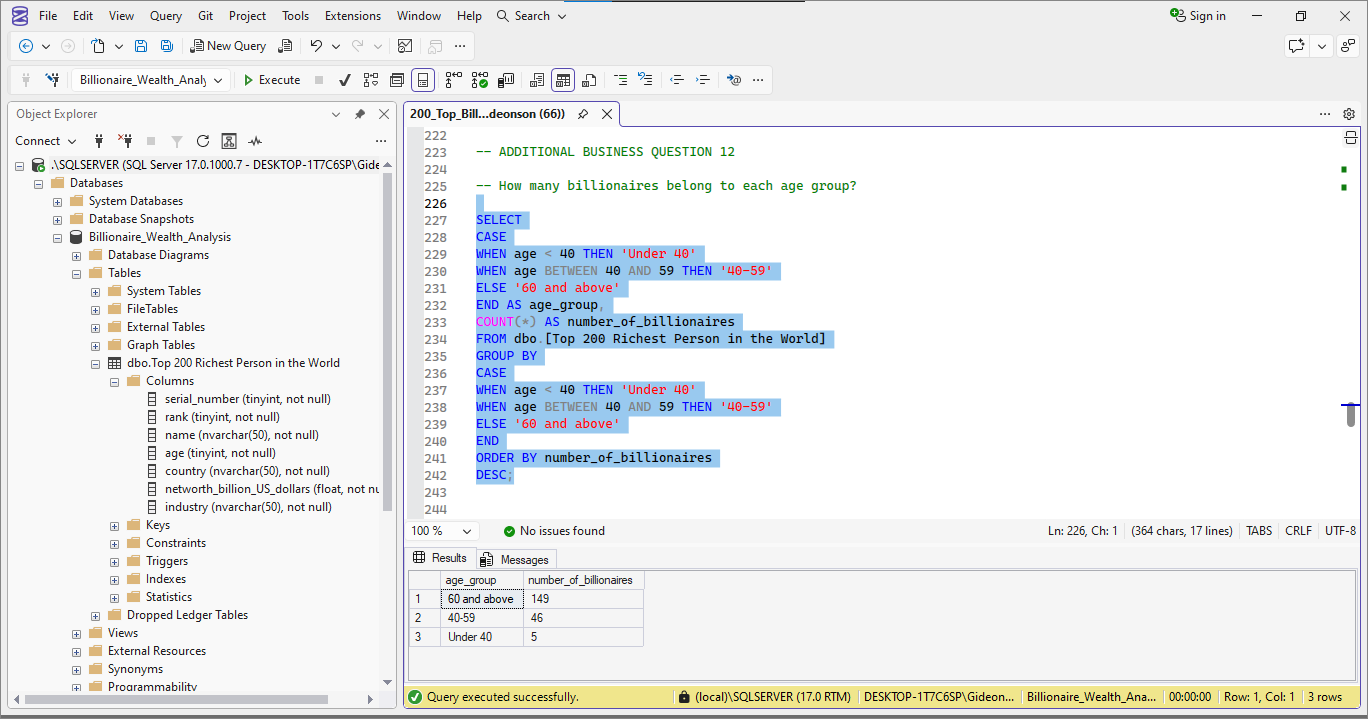 File Edit View Query Git Project Tools Extensions Window Help Search Sign in
New Query
Billionaire_Wealth_Analy Execute
Object Explorer
Connect
.\SQLSERVER (SQL Server 17.0.1000.7 - DESKTOP-1T7C6SP\Gide
Databases
System Databases
Database Snapshots
Billionaire_Wealth_Analysis
Database Diagrams
Tables
System Tables
FileTables
External Tables
Graph Tables
dbo.Top 200 Richest Person in the World
Columns
serial_number (tinyint, not null)
rank (tinyint, not null)
name (nvarchar(50), not null)
age (tinyint, not null)
country (nvarchar(50), not null)
networth_billion_US_dollars (float, not nu
industry (nvarchar(50), not null)
Keys
Constraints
Triggers
Indexes
Statistics
Dropped Ledger Tables
Views
External Resources
Synonyms
Programmability
200_Top_Bill...deonson (66))
222
223 -- ADDITIONAL BUSINESS QUESTION 12
224
225 -- How many billionaires belong to each age group?
226
227 SELECT
228 CASE
229 WHEN age < 40 THEN 'Under 40'
230 WHEN age BETWEEN 40 AND 59 THEN '40-59'
231 ELSE '60 and above'
232 END AS age_group,
233 COUNT(*) AS number_of_billionaires
234 FROM dbo.[Top 200 Richest Person in the World]
235 GROUP BY
236 CASE
237 WHEN age < 40 THEN 'Under 40'
238 WHEN age BETWEEN 40 AND 59 THEN '40-59'
239 ELSE '60 and above'
240 END
241 ORDER BY number_of_billionaires
242 DESC;
243
244
100 % No issues found Ln: 226, Ch: 1 (364 chars, 17 lines) TABS CRLF UTF-8
Results Messages
age_group number_of_billionaires
1 60 and above 149
2 40-59 46
3 Under 40 5
Query executed successfully. (local)\SQLSERVER (17.0 RTM) DESKTOP-1T7C6SP\Gideon... Billionaire_Wealth_Ana... 00:00:00 Row: 1, Col: 1 3 rows